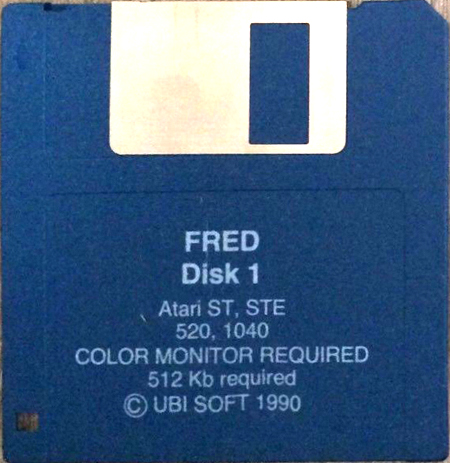 FRED
Disk 1
Atari ST, STE
520, 1040
COLOR MONITOR REQUIRED
512 Kb required
© UBI SOFT 1990